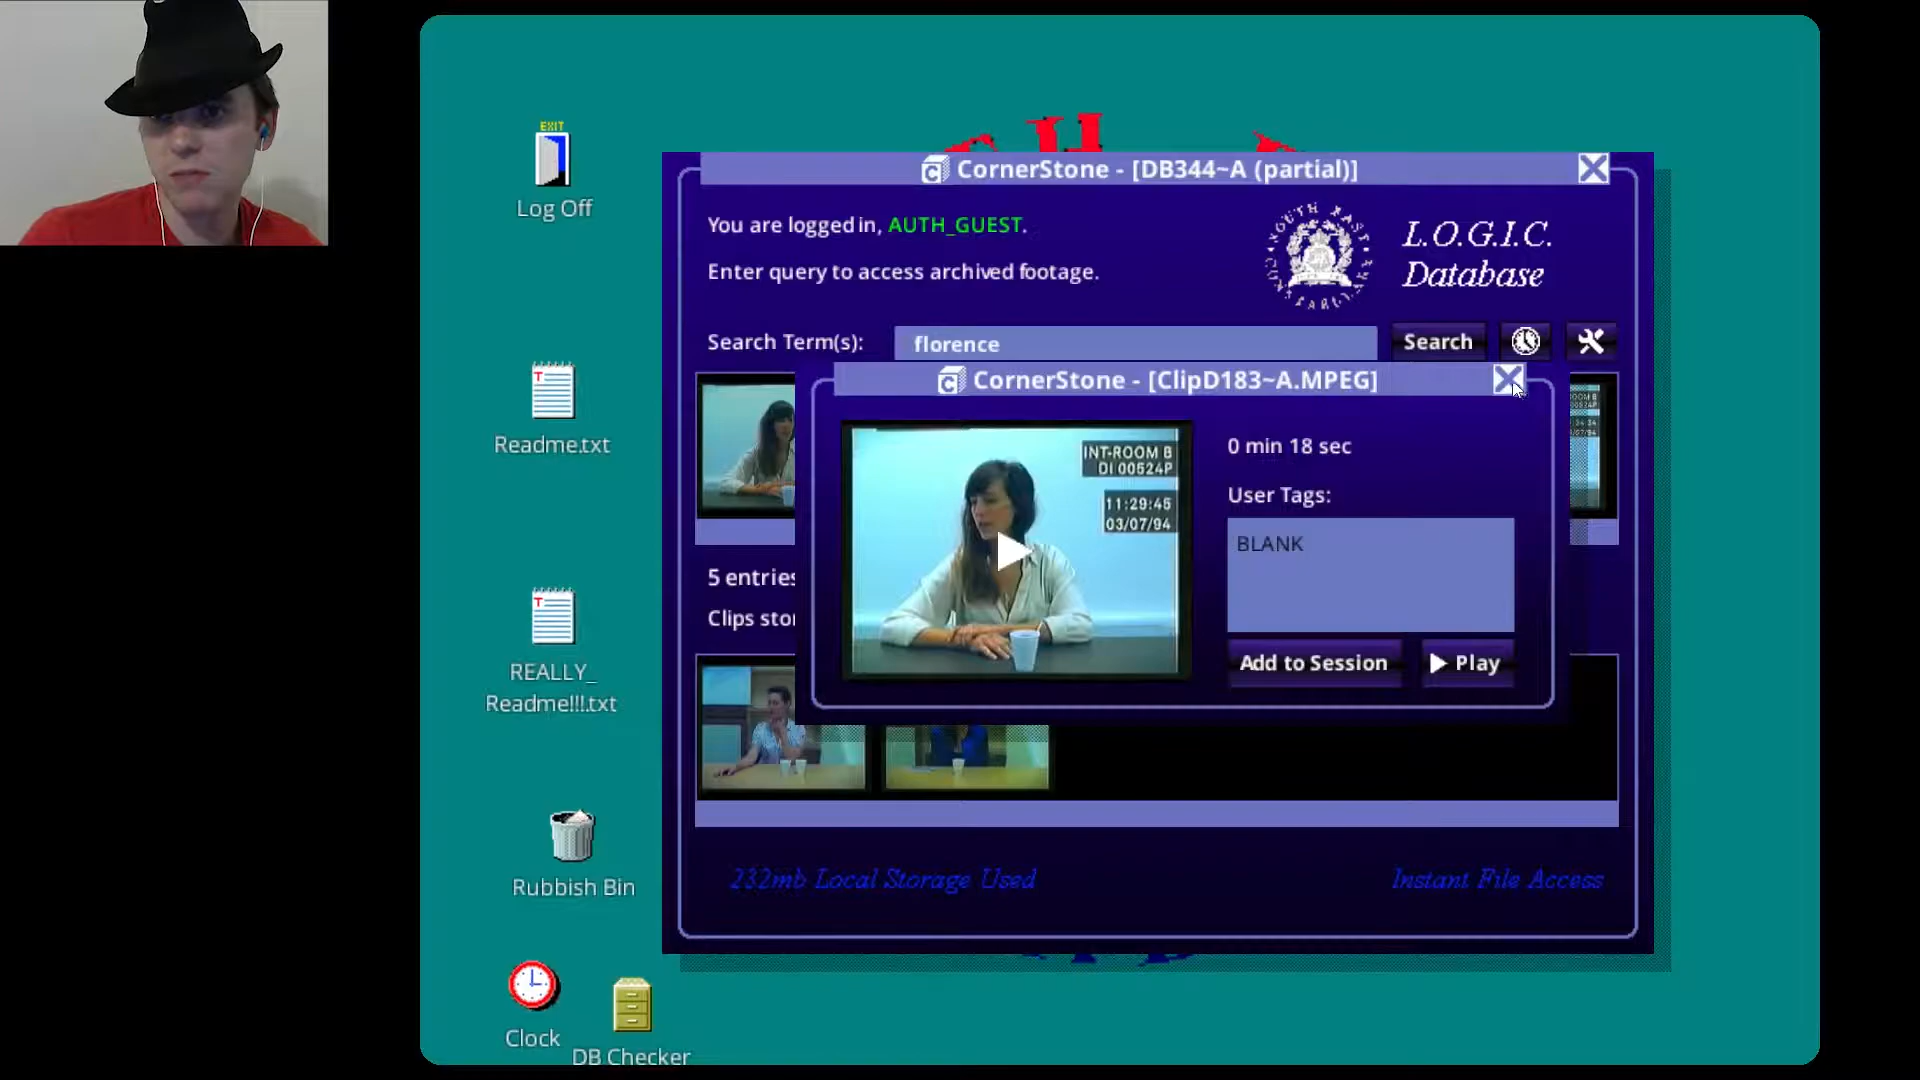 EXIT
Log Off
Readme.txt
REALLY_
Readme!!!.txt
Rubbish Bin
Clock
DB Checker
CornerStone - [DB344~A (partial)]
You are logged in, AUTH_GUEST.
Enter query to access archived footage.
L.O.G.I.C.
Database
Search Term(s):
florence
Search
CornerStone - [ClipD183~A.MPEG]
INT-ROOM B
DI 00524P
11:29:45
03/07/94
0 min 18 sec
User Tags:
BLANK
Add to Session
Play
5 entries
Clips stor
232mb Local Storage Used
Instant File Access